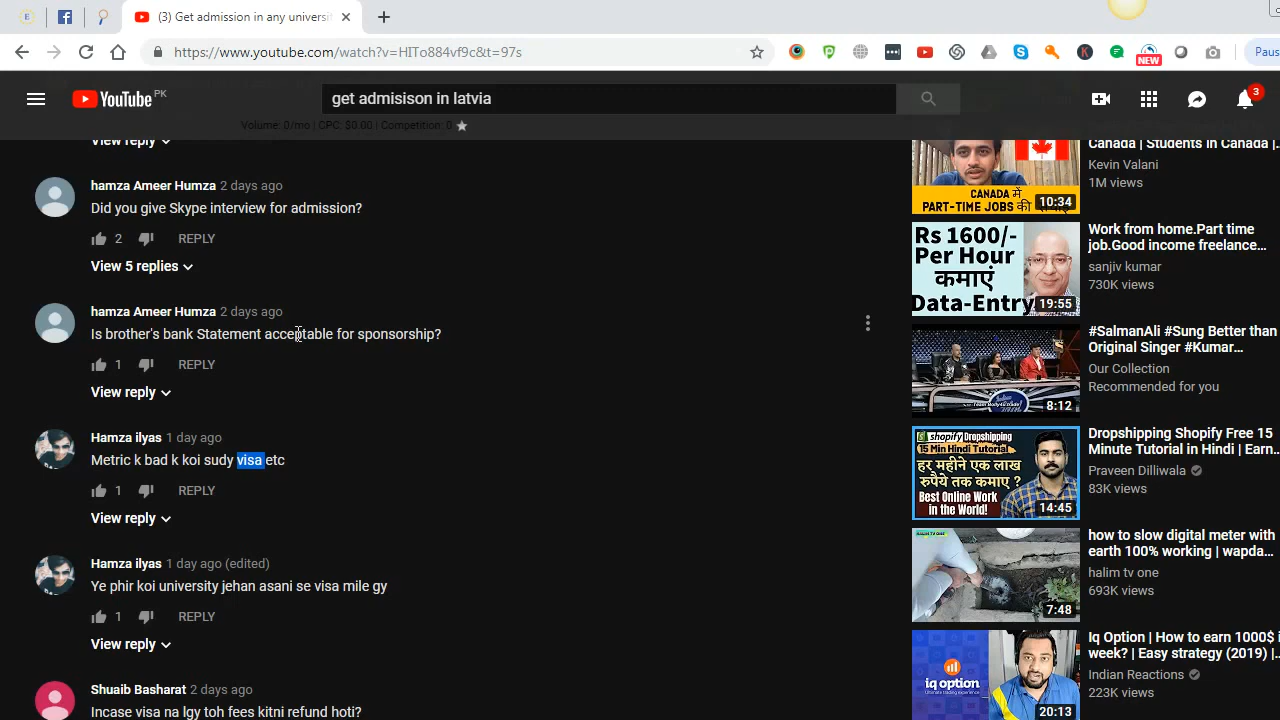 (3) Get admission in any universi
Paus
https://www.youtube.com/watch?v=HITo884vf9c&t=97s
NEW
YouTube PK
get admisison in latvia
3
Volume: 0/mo | CPC: $0.00 | Competition: 0
View reply
hamza Ameer Humza 2 days ago
Did you give Skype interview for admission?
2 REPLY
View 5 replies
hamza Ameer Humza 2 days ago
Is brother's bank Statement acceptable for sponsorship?
1 REPLY
View reply
Hamza ilyas 1 day ago
Metric k bad k koi sudy visa etc
1 REPLY
View reply
Hamza ilyas 1 day ago (edited)
Ye phir koi university jehan asani se visa mile gy
1 REPLY
View reply
Shuaib Basharat 2 days ago
Incase visa na lgy toh fees kitni refund hoti?
CANADA में
PART-TIME JOBS की
10:34
Canada | Students In Canada |..
Kevin Valani
1M views
Rs 1600/-
Per Hour
कमाएं
Data-Entry
19:55
Work from home.Part time
job.Good income freelance...
sanjiv kumar
730K views
8:12
#SalmanAli #Sung Better than
Original Singer #Kumar...
Our Collection
Recommended for you
shopify Dropshipping
15 Min Hindi Tutorial
हर महीने एक लाख
रुपैये तक कमाए ?
Best Online Work
in the World!
14:45
Dropshipping Shopify Free 15
Minute Tutorial in Hindi | Earn...
Praveen Dilliwala
83K views
HALIM TV ONE
7:48
how to slow digital meter with
earth 100% working | wapda...
halim tv one
693K views
iq option
20:13
Iq Option | How to earn 1000$ i
week? | Easy strategy (2019) |...
Indian Reactions
223K views